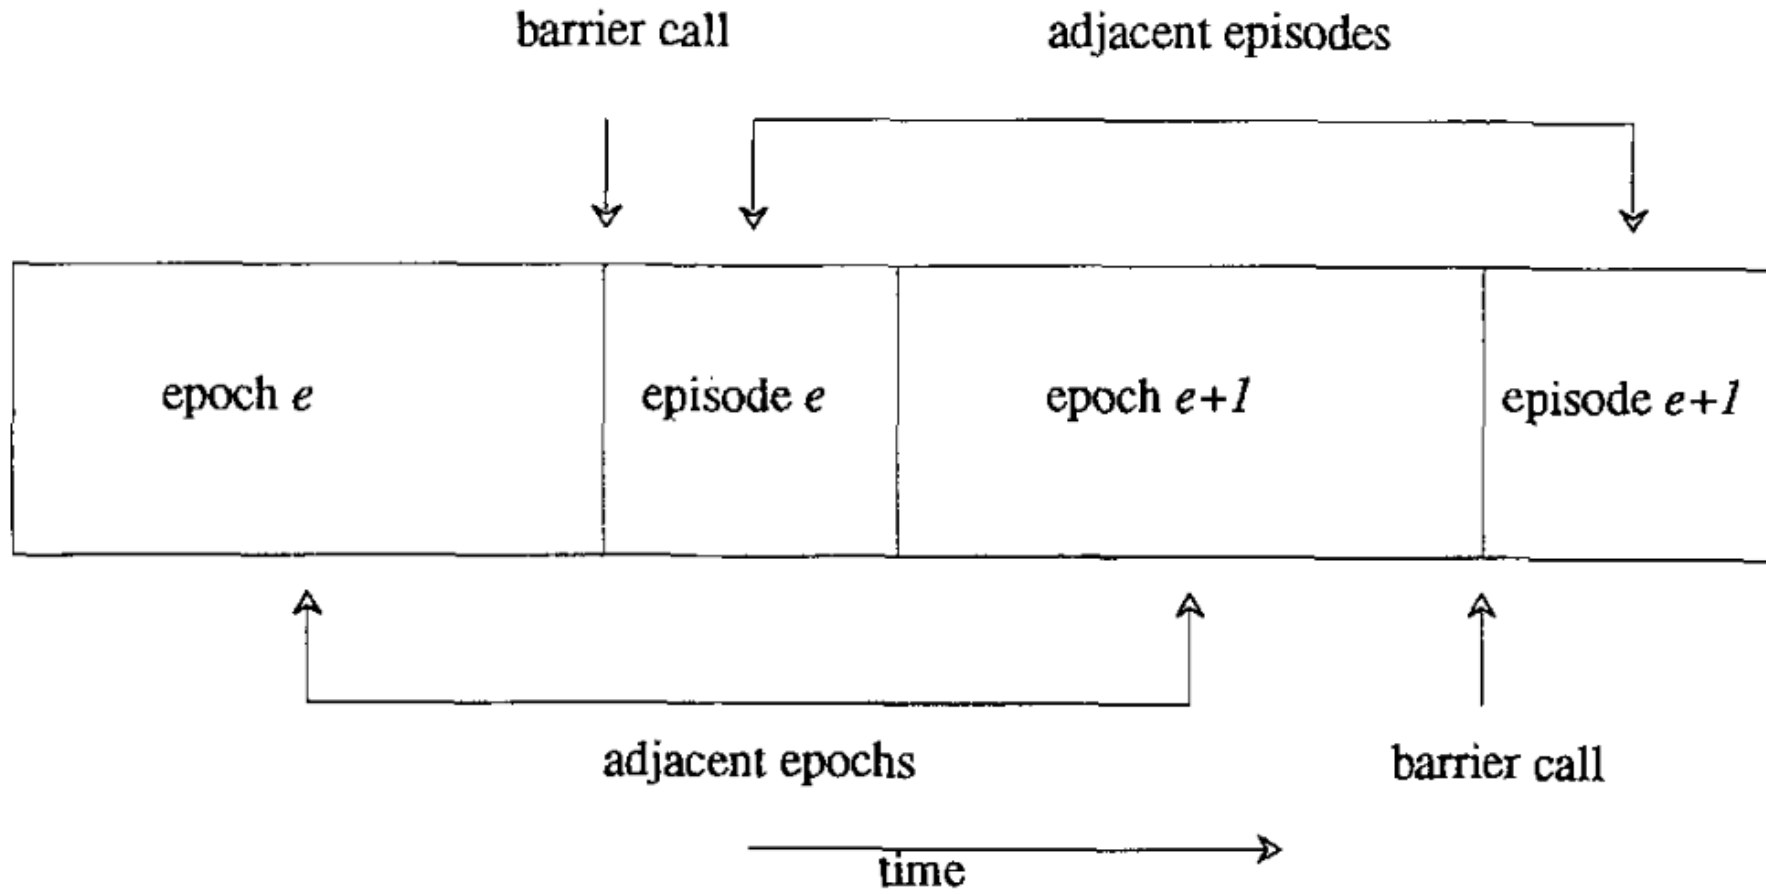 barrier call
adjacent episodes
epoch e
episode e
epoch e+1
episode e+1
adjacent epochs
barrier call
time